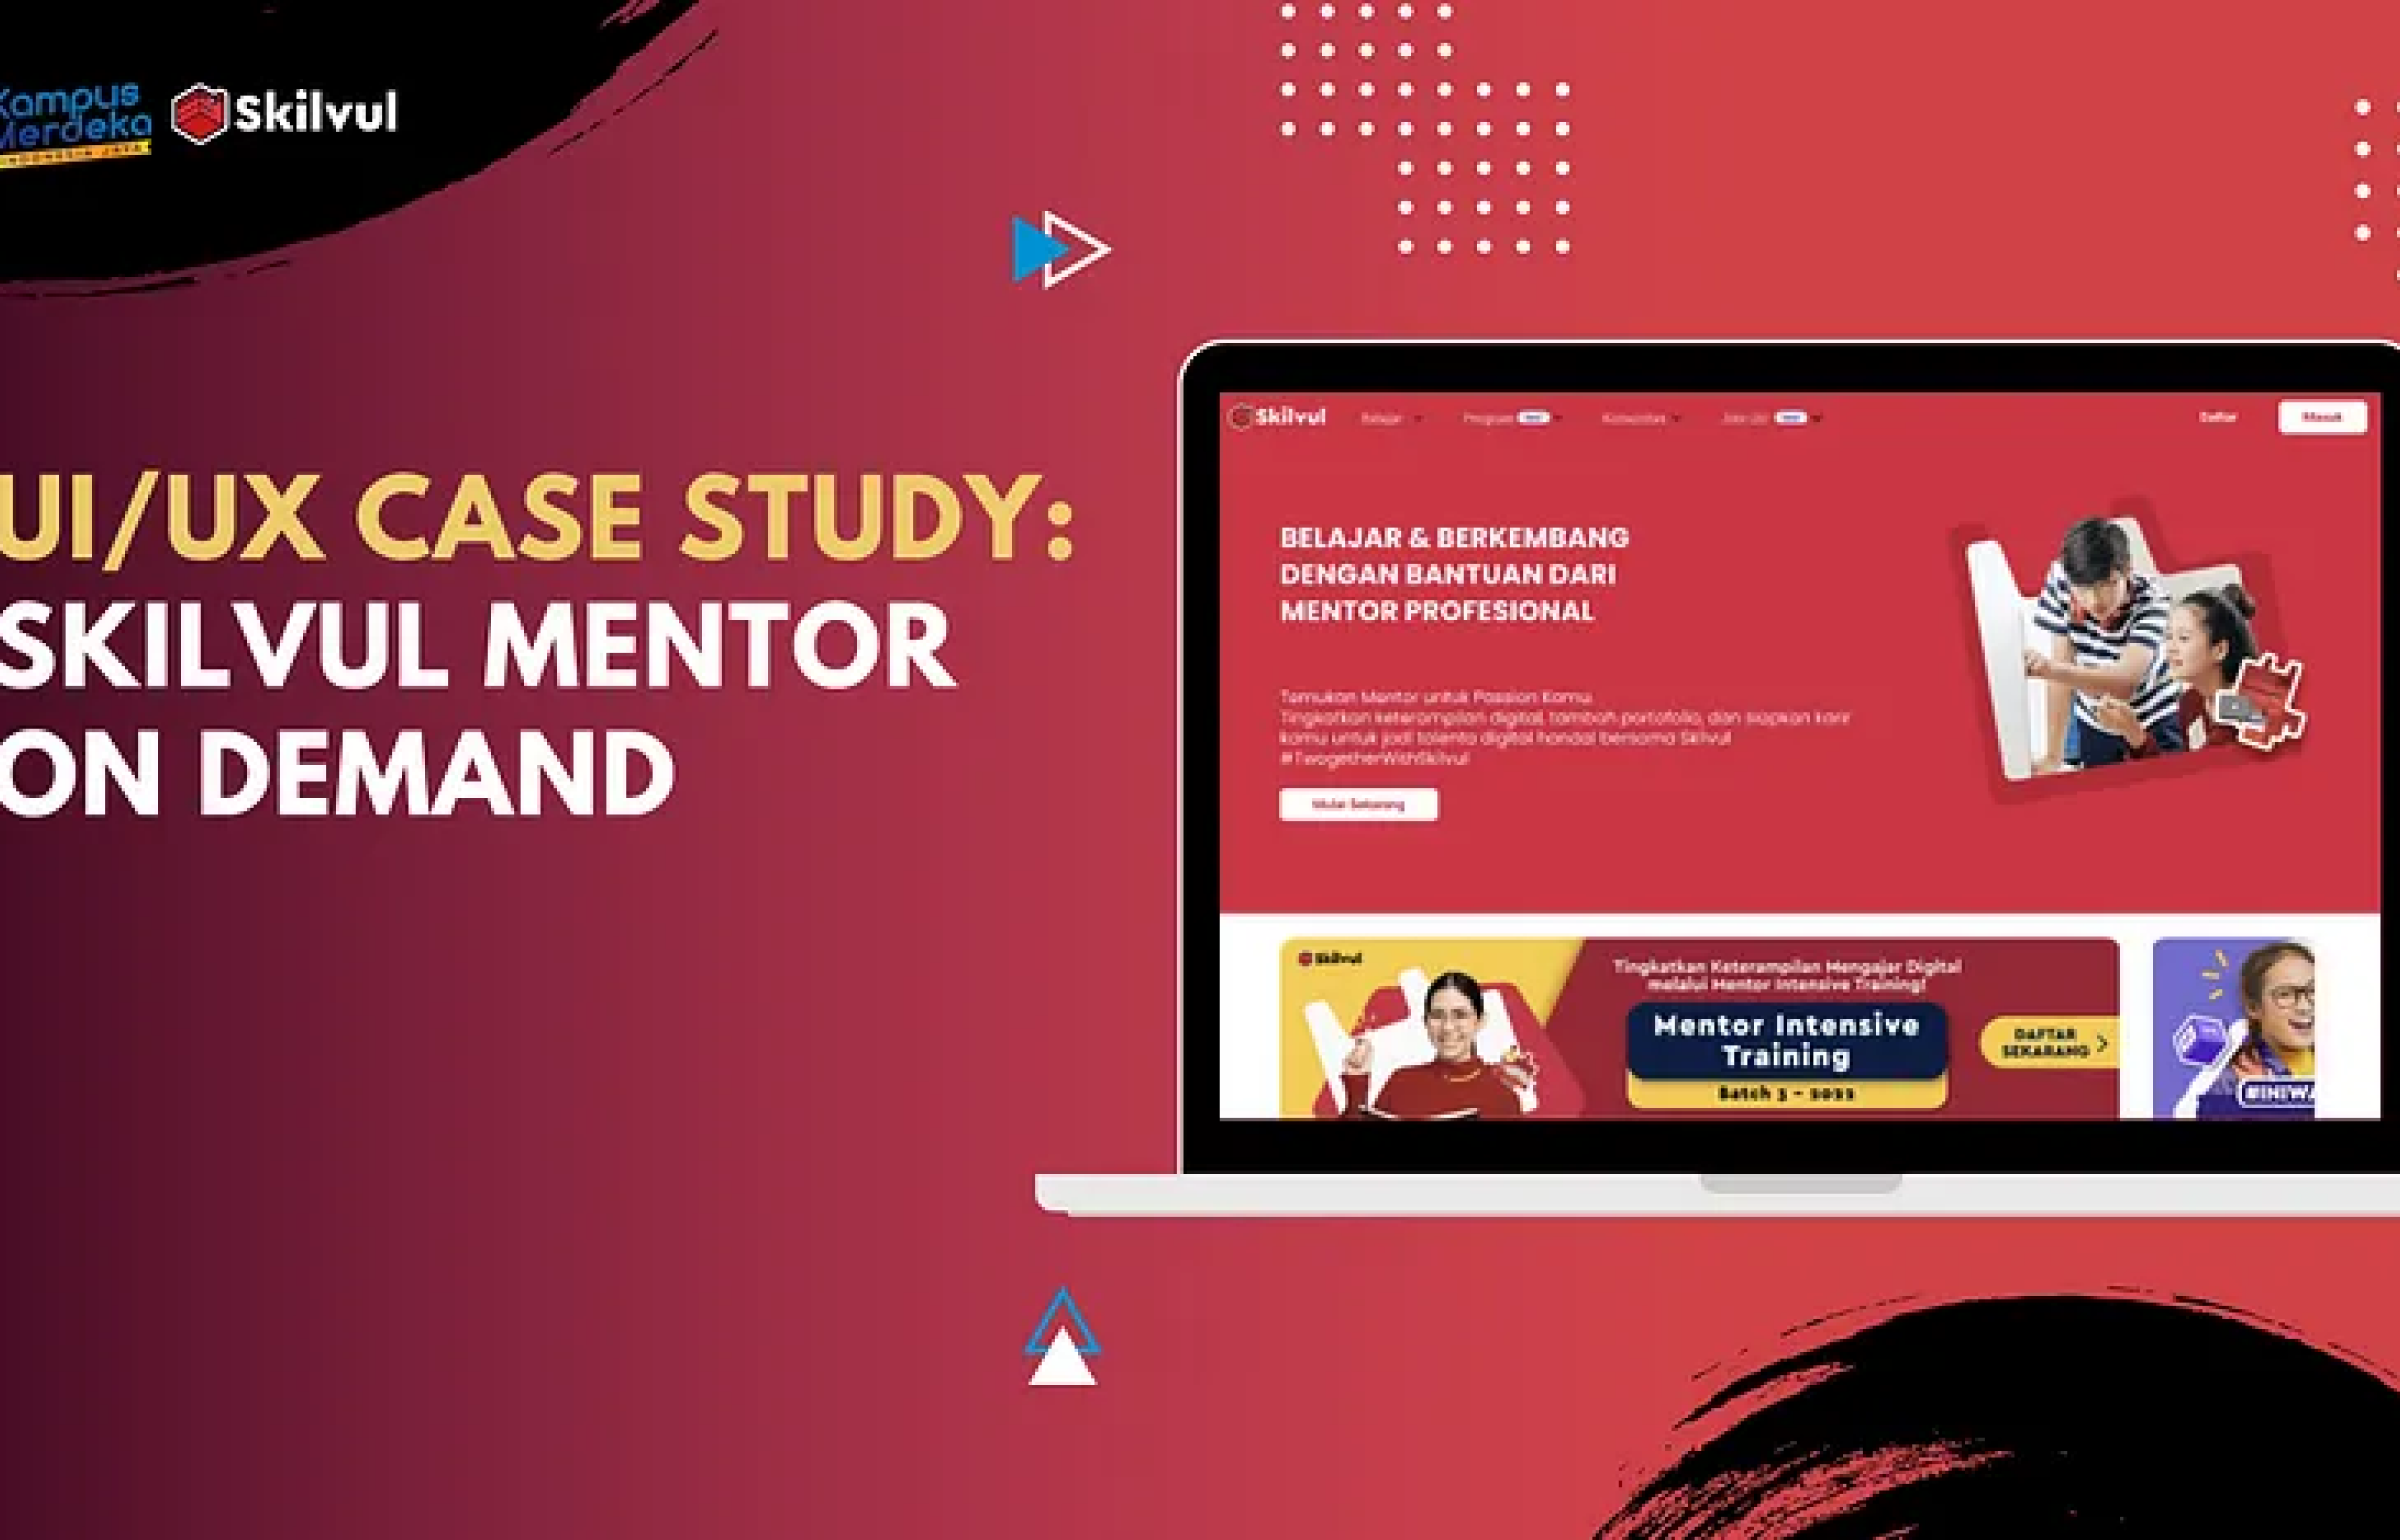 Kampus
Merdeka
INDONESIA JAYA
Skilvul
UI/UX CASE STUDY:
SKILVUL MENTOR
ON DEMAND
Skilvul
Belajar
Program
Komunitas
Daftar
Masuk
BELAJAR & BERKEMBANG
DENGAN BANTUAN DARI
MENTOR PROFESIONAL
Temukan Mentor untuk Passion Kamu.
Tingkatkan keterampilan digital, tambah portofolio, dan siapkan karir
kamu untuk jadi talenta digital handal bersama Skilvul
#TwogetherWithSkilvul
Mulai Sekarang
Skilvul
Tingkatkan Keterampilan Mengajar Digital
melalui Mentor Intensive Training!
Mentor Intensive
Training
Batch 3 - 2022
DAFTAR
SEKARANG